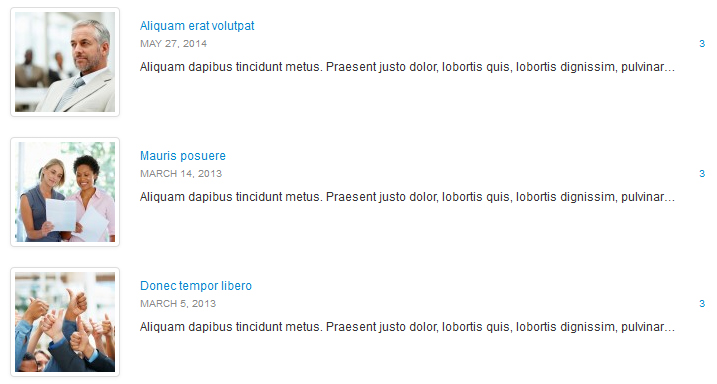 Aliquam erat volutpat
MAY 27, 2014 3
Aliquam dapibus tincidunt metus. Praesent justo dolor, lobortis quis, lobortis dignissim, pulvinar...
Mauris posuere
MARCH 14, 2013 3
Aliquam dapibus tincidunt metus. Praesent justo dolor, lobortis quis, lobortis dignissim, pulvinar...
Donec tempor libero
MARCH 5, 2013 3
Aliquam dapibus tincidunt metus. Praesent justo dolor, lobortis quis, lobortis dignissim, pulvinar...